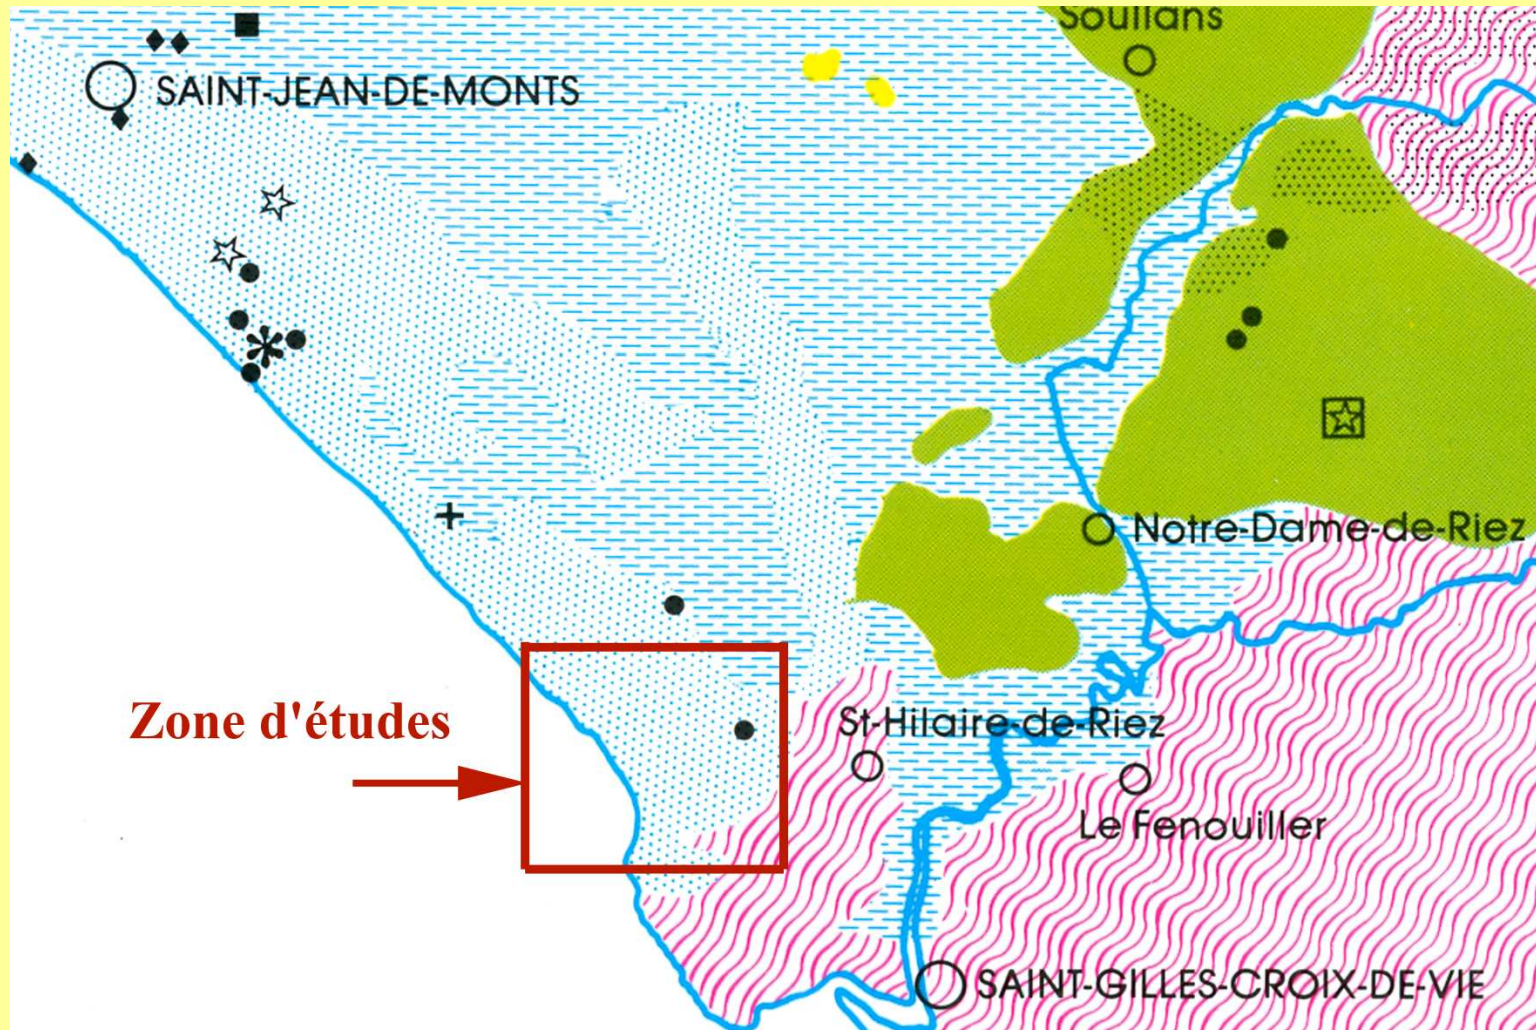 Soullans
SAINT-JEAN-DE-MONTS
Notre-Dame-de-Riez
Zone d'études
St-Hilaire-de-Riez
Le Fenouiller
SAINT-GILLES-CROIX-DE-VIE